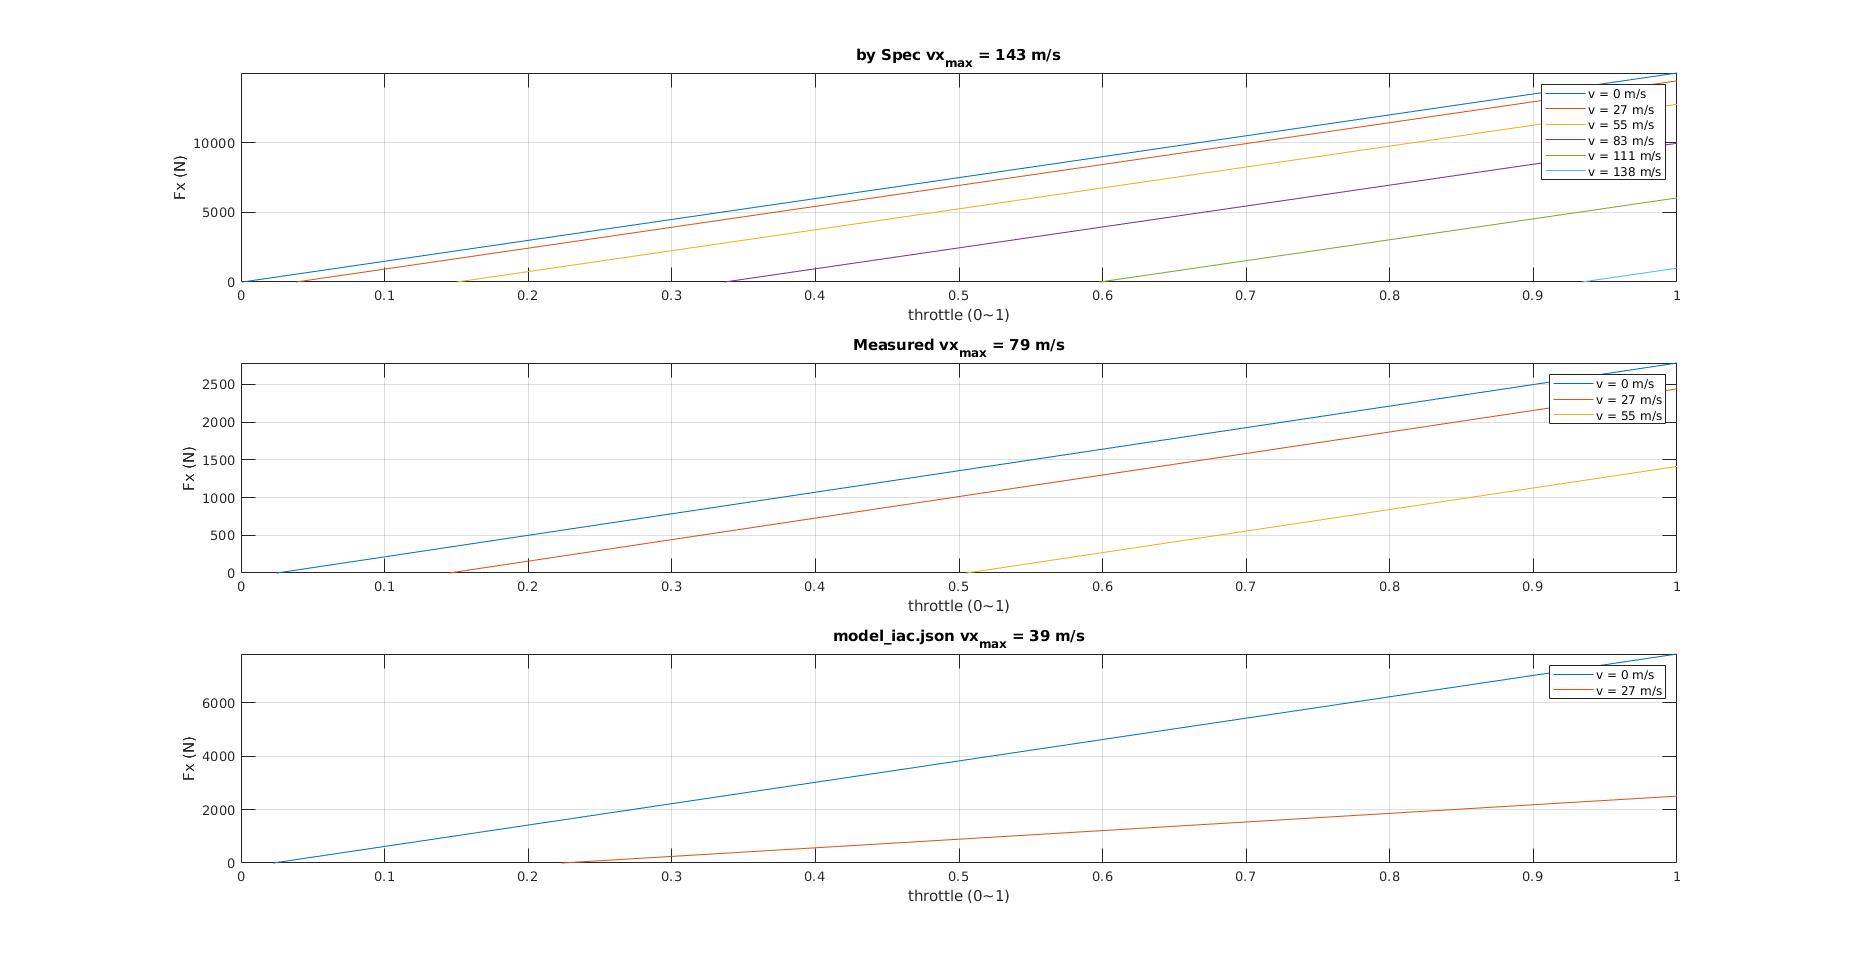 by Spec vx_max = 143 m/s
Fx (N)
10000
5000
0
v = 0 m/s
v = 27 m/s
v = 55 m/s
v = 83 m/s
v = 111 m/s
v = 138 m/s
0 0.1 0.2 0.3 0.4 0.5 0.6 0.7 0.8 0.9 1
throttle (0~1)
Measured vx_max = 79 m/s
Fx (N)
2500
2000
1500
1000
500
0
v = 0 m/s
v = 27 m/s
v = 55 m/s
0 0.1 0.2 0.3 0.4 0.5 0.6 0.7 0.8 0.9 1
throttle (0~1)
model_iac.json vx_max = 39 m/s
Fx (N)
6000
4000
2000
0
v = 0 m/s
v = 27 m/s
0 0.1 0.2 0.3 0.4 0.5 0.6 0.7 0.8 0.9 1
throttle (0~1)